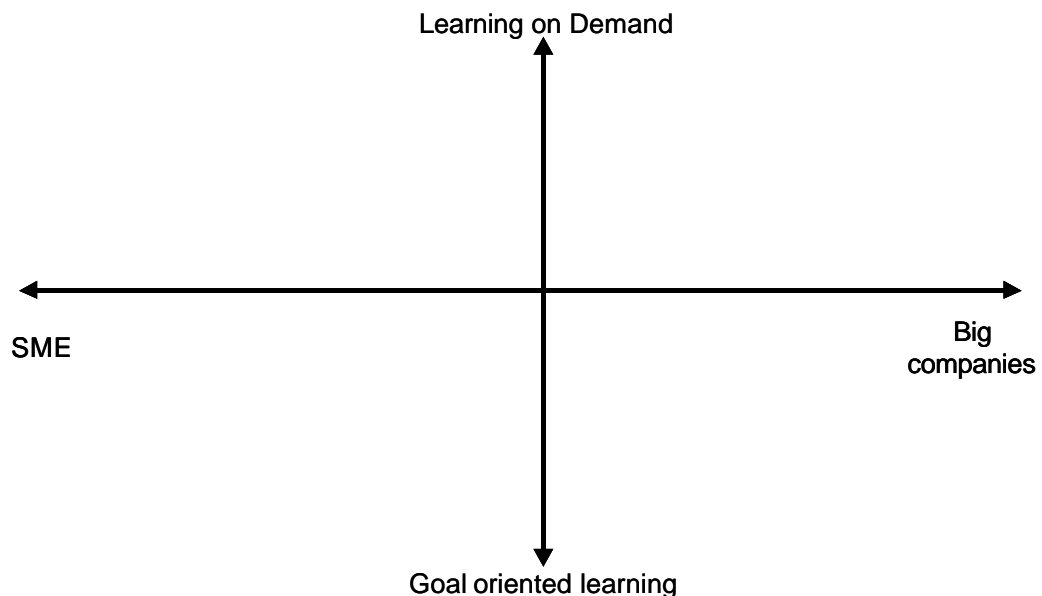 Learning on Demand
SME
Big
companies
Goal oriented learning